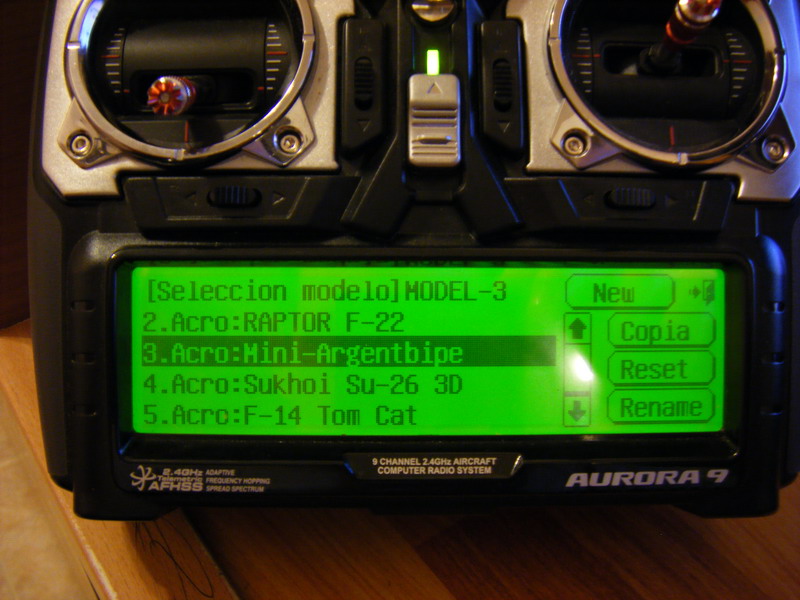 [Seleccion modelo]MODEL-3
New
2.Acro:RAPTOR F-22
Copia
3.Acro:Mini-Argentbipe
Reset
4.Acro:Sukhoi Su-26 3D
Rename
5.Acro:F-14 Tom Cat
9 CHANNEL 2.4GHz AIRCRAFT
COMPUTER RADIO SYSTEM
2.4GHz
Telemetric
AFHSS
ADAPTIVE
FREQUENCY HOPPING
SPREAD SPECTRUM
AURORA 9